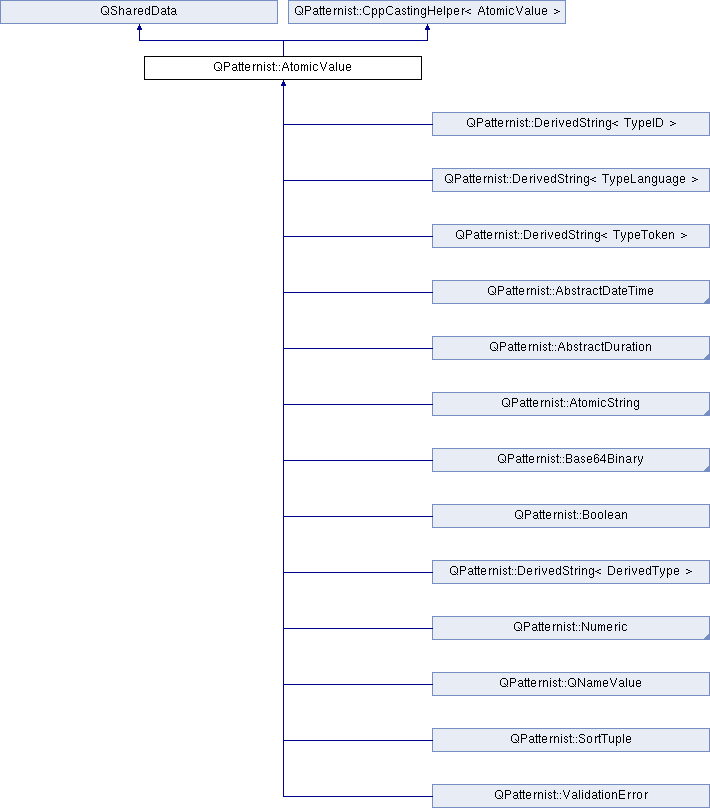 QSharedData
QPatternist::CppCastingHelper< AtomicValue >
QPatternist::AtomicValue
QPatternist::DerivedString< TypeID >
QPatternist::DerivedString< TypeLanguage >
QPatternist::DerivedString< TypeToken >
QPatternist::AbstractDateTime
QPatternist::AbstractDuration
QPatternist::AtomicString
QPatternist::Base64Binary
QPatternist::Boolean
QPatternist::DerivedString< DerivedType >
QPatternist::Numeric
QPatternist::QNameValue
QPatternist::SortTuple
QPatternist::ValidationError